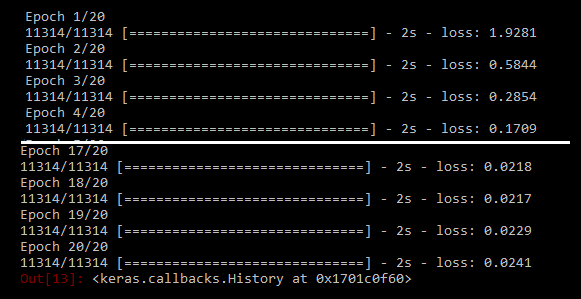 Epoch 1/20
11314/11314 [==============================] - 2s - loss: 1.9281
Epoch 2/20
11314/11314 [==============================] - 2s - loss: 0.5844
Epoch 3/20
11314/11314 [==============================] - 2s - loss: 0.2854
Epoch 4/20
11314/11314 [==============================] - 2s - loss: 0.1709
Epoch 17/20
11314/11314 [==============================] - 2s - loss: 0.0218
Epoch 18/20
11314/11314 [==============================] - 2s - loss: 0.0217
Epoch 19/20
11314/11314 [==============================] - 2s - loss: 0.0229
Epoch 20/20
11314/11314 [==============================] - 2s - loss: 0.0241
Out[13]: <keras.callbacks.History at 0x1701c0f60>